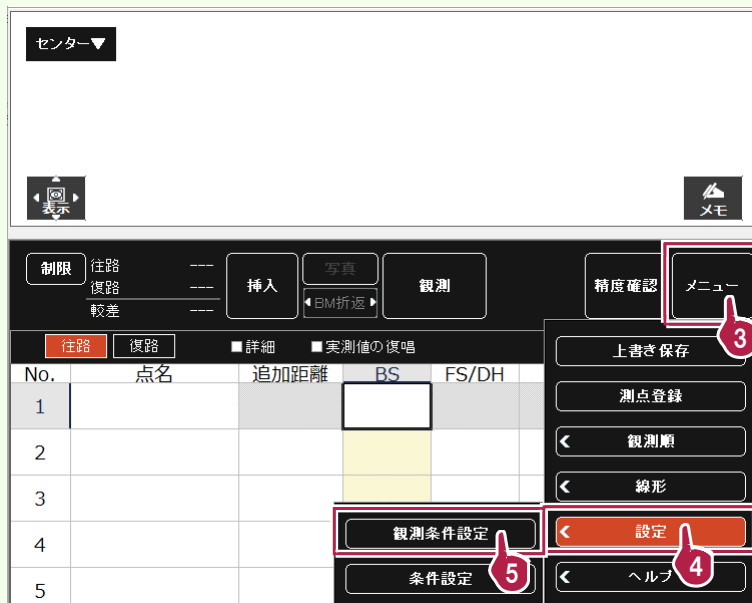 センター▼
表示
メモ
制限 往路 ---
復路 ---
較差 ---
挿入
写真
BM折返
観測
精度確認
メニュー
3
往路 復路 ■詳細 ■実測値の復唱
上書き保存
No. 点名 追加距離 BS FS/DH
1
測点登録
2
観測順
3
線形
4
観測条件設定
設定
4
5
条件設定
5
ヘルプ